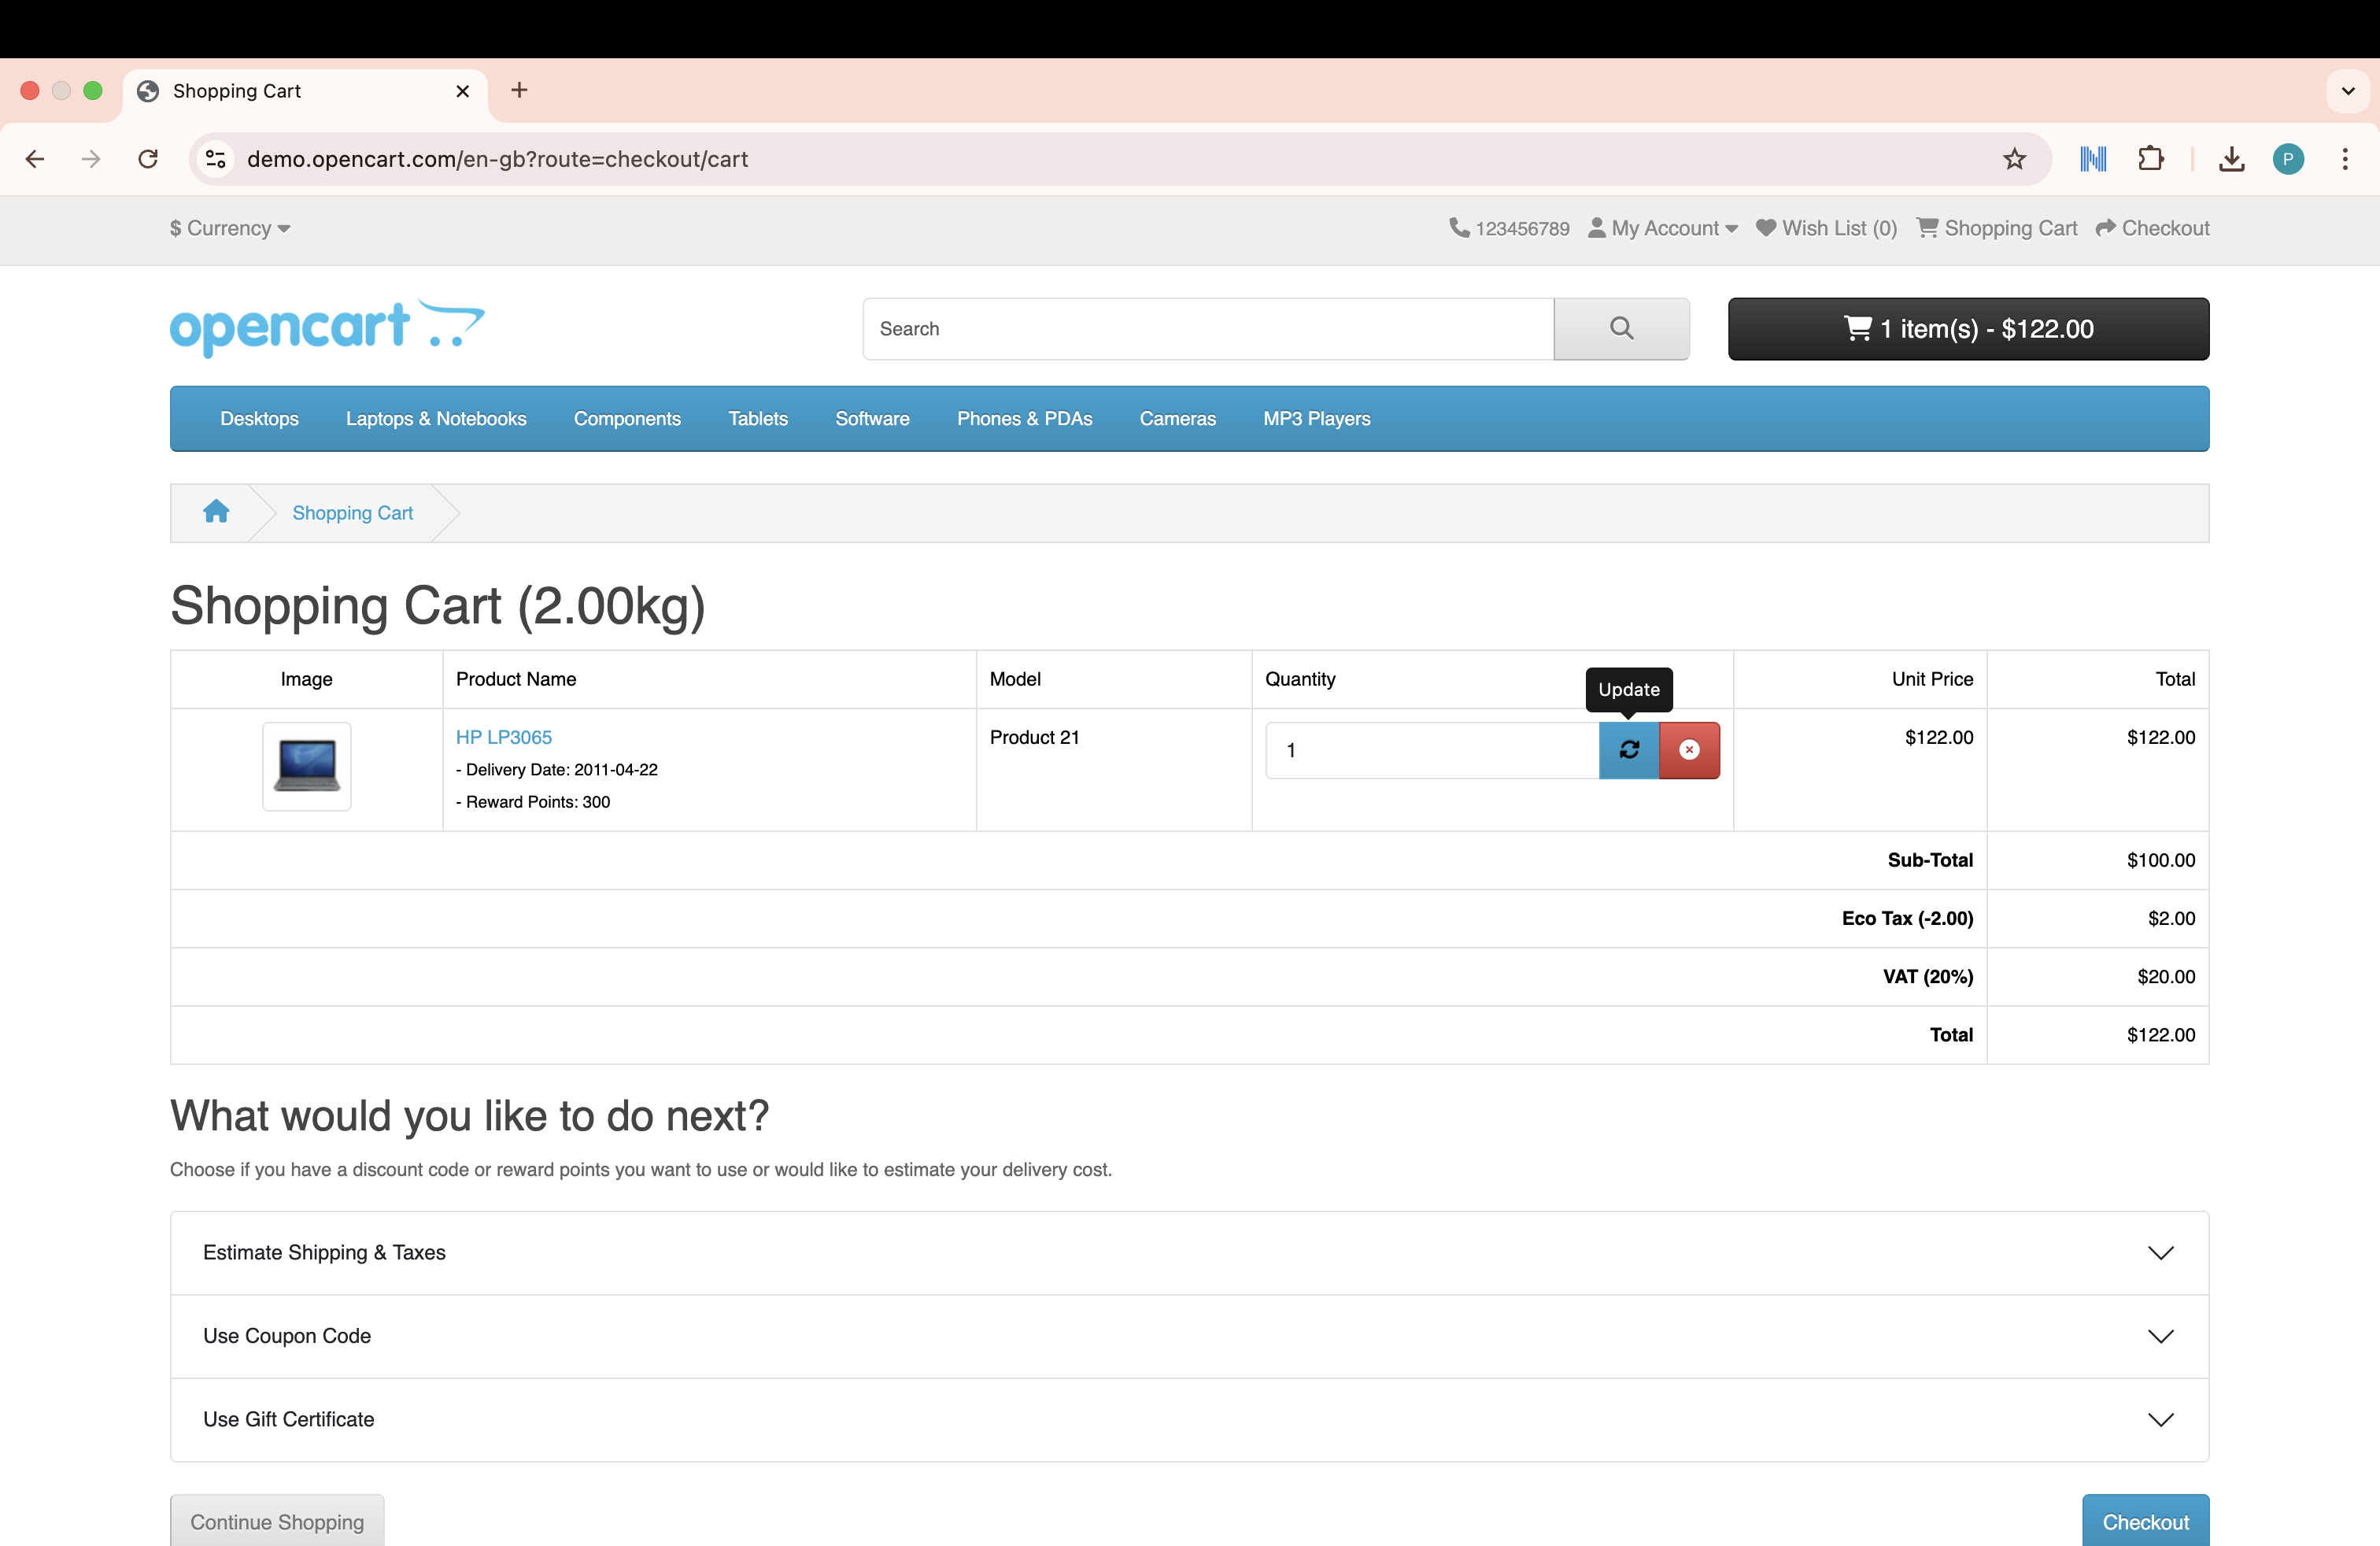 Shopping Cart
demo.opencart.com/en-gb?route=checkout/cart
P
$ Currency
123456789 My Account Wish List (0) Shopping Cart Checkout
opencart
Search
1 item(s) - $122.00
Desktops Laptops & Notebooks Components Tablets Software Phones & PDAs Cameras MP3 Players
Shopping Cart
Shopping Cart (2.00kg)
Image Product Name Model Quantity Update Unit Price Total
HP LP3065 Product 21 1 $122.00 $122.00
- Delivery Date: 2011-04-22
- Reward Points: 300
Sub-Total $100.00
Eco Tax (-2.00) $2.00
VAT (20%) $20.00
Total $122.00
What would you like to do next?
Choose if you have a discount code or reward points you want to use or would like to estimate your delivery cost.
Estimate Shipping & Taxes
Use Coupon Code
Use Gift Certificate
Continue Shopping Checkout